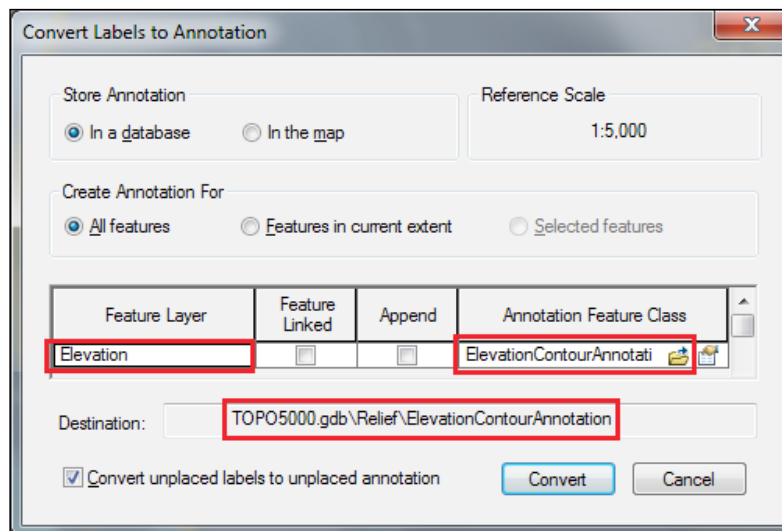 Convert Labels to Annotation
Store Annotation
In a database
In the map
Reference Scale
1:5,000
Create Annotation For
All features
Features in current extent
Selected features
Feature Layer
Feature Linked
Append
Annotation Feature Class
Elevation
ElevationContourAnnotati
Destination:
TOPO5000.gdb\Relief\ElevationContourAnnotation
Convert unplaced labels to unplaced annotation
Convert
Cancel